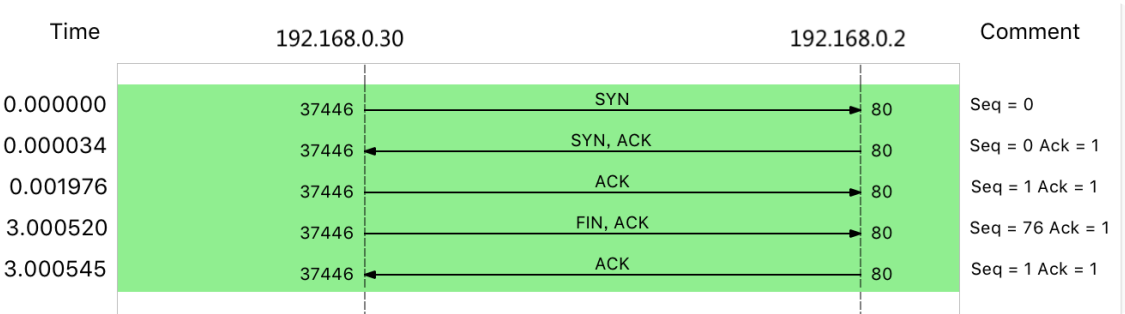 Time 192.168.0.30 192.168.0.2 Comment
0.000000 37446 SYN 80 Seq = 0
0.000034 37446 SYN, ACK 80 Seq = 0 Ack = 1
0.001976 37446 ACK 80 Seq = 1 Ack = 1
3.000520 37446 FIN, ACK 80 Seq = 76 Ack = 1
3.000545 37446 ACK 80 Seq = 1 Ack = 1